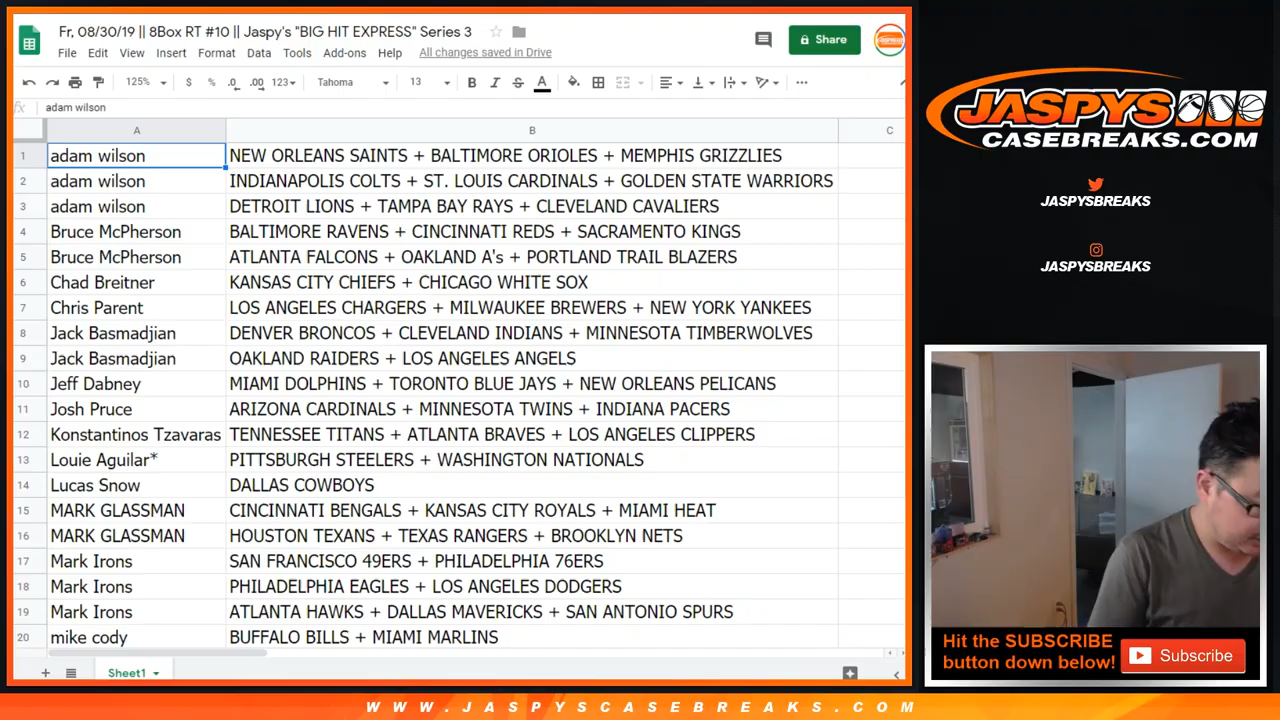 Fr, 08/30/19 || 8Box RT #10 || Jaspy's "BIG HIT EXPRESS" Series 3
File Edit View Insert Format Data Tools Add-ons Help All changes saved in Drive
Share
125% $ % .0 .00 123 Tahoma 13 B I S A
fx adam wilson
A B C
1 adam wilson NEW ORLEANS SAINTS + BALTIMORE ORIOLES + MEMPHIS GRIZZLIES
2 adam wilson INDIANAPOLIS COLTS + ST. LOUIS CARDINALS + GOLDEN STATE WARRIORS
3 adam wilson DETROIT LIONS + TAMPA BAY RAYS + CLEVELAND CAVALIERS
4 Bruce McPherson BALTIMORE RAVENS + CINCINNATI REDS + SACRAMENTO KINGS
5 Bruce McPherson ATLANTA FALCONS + OAKLAND A's + PORTLAND TRAIL BLAZERS
6 Chad Breitner KANSAS CITY CHIEFS + CHICAGO WHITE SOX
7 Chris Parent LOS ANGELES CHARGERS + MILWAUKEE BREWERS + NEW YORK YANKEES
8 Jack Basmadjian DENVER BRONCOS + CLEVELAND INDIANS + MINNESOTA TIMBERWOLVES
9 Jack Basmadjian OAKLAND RAIDERS + LOS ANGELES ANGELS
10 Jeff Dabney MIAMI DOLPHINS + TORONTO BLUE JAYS + NEW ORLEANS PELICANS
11 Josh Pruce ARIZONA CARDINALS + MINNESOTA TWINS + INDIANA PACERS
12 Konstantinos Tzavaras TENNESSEE TITANS + ATLANTA BRAVES + LOS ANGELES CLIPPERS
13 Louie Aguilar* PITTSBURGH STEELERS + WASHINGTON NATIONALS
14 Lucas Snow DALLAS COWBOYS
15 MARK GLASSMAN CINCINNATI BENGALS + KANSAS CITY ROYALS + MIAMI HEAT
16 MARK GLASSMAN HOUSTON TEXANS + TEXAS RANGERS + BROOKLYN NETS
17 Mark Irons SAN FRANCISCO 49ERS + PHILADELPHIA 76ERS
18 Mark Irons PHILADELPHIA EAGLES + LOS ANGELES DODGERS
19 Mark Irons ATLANTA HAWKS + DALLAS MAVERICKS + SAN ANTONIO SPURS
20 mike cody BUFFALO BILLS + MIAMI MARLINS
Sheet1
JASPYS
CASEBREAKS.COM
JASPYSBREAKS
JASPYSBREAKS
Hit the SUBSCRIBE
button down below!
Subscribe
WWW.JASPYSCASEBREAKS.COM